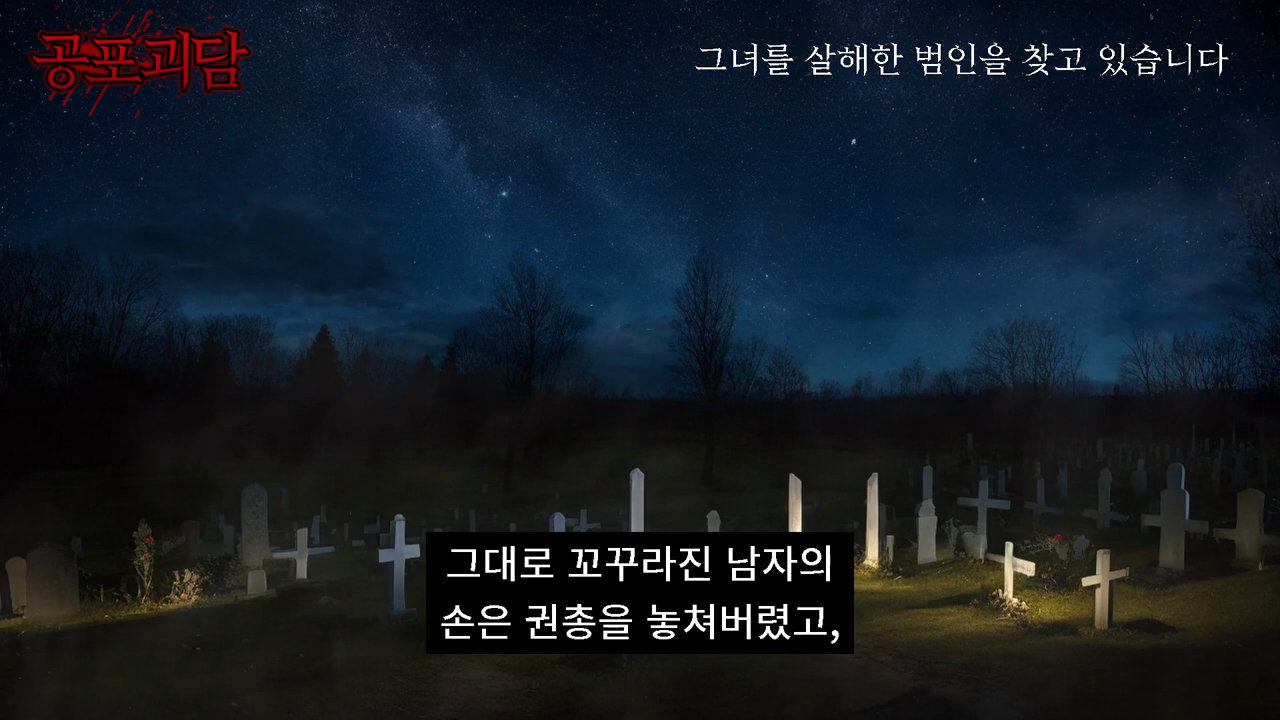 공포괴담
그녀를 살해한 범인을 찾고 있습니다
그대로 꼬꾸라진 남자의
손은 권총을 놓쳐버렸고,